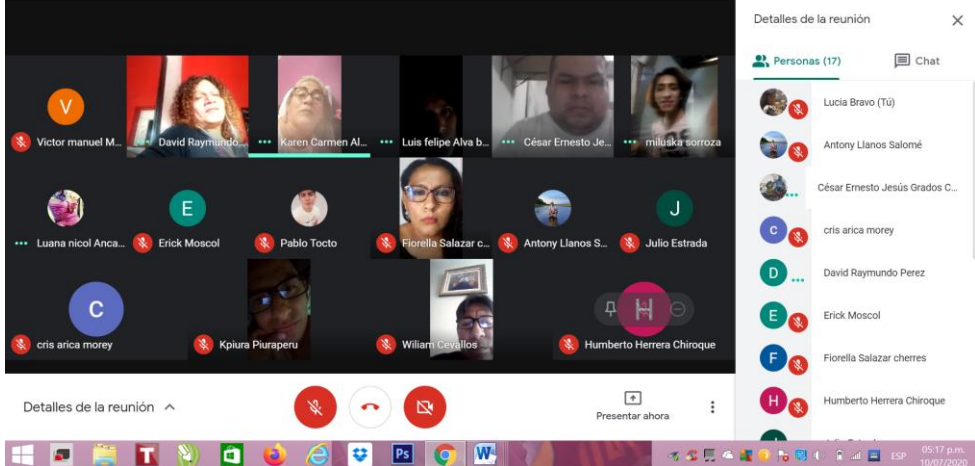 Detalles de la reunión
Personas (17)
Chat
V
Victor manuel M...
David Raymundo...
Karen Carmen Al...
Luis felipe Alva b...
César Ernesto Je...
miluska sorroza
Lucia Bravo (Tú)
Antony Llanos Salomé
César Ernesto Jesús Grados C...
E
J
Luana nicol Anca...
Erick Moscol
Pablo Tocto
Fiorella Salazar c...
Antony Llanos S...
Julio Estrada
C
cris arica morey
D
David Raymundo Perez
C
H
E
Erick Moscol
cris arica morey
Kpiura Piuraperu
Wiliam Cevallos
Humberto Herrera Chiroque
F
Fiorella Salazar cherres
H
Humberto Herrera Chiroque
Detalles de la reunión
Presentar ahora
T
Ps
W
ESP
05:17 p.m.
10/07/2020